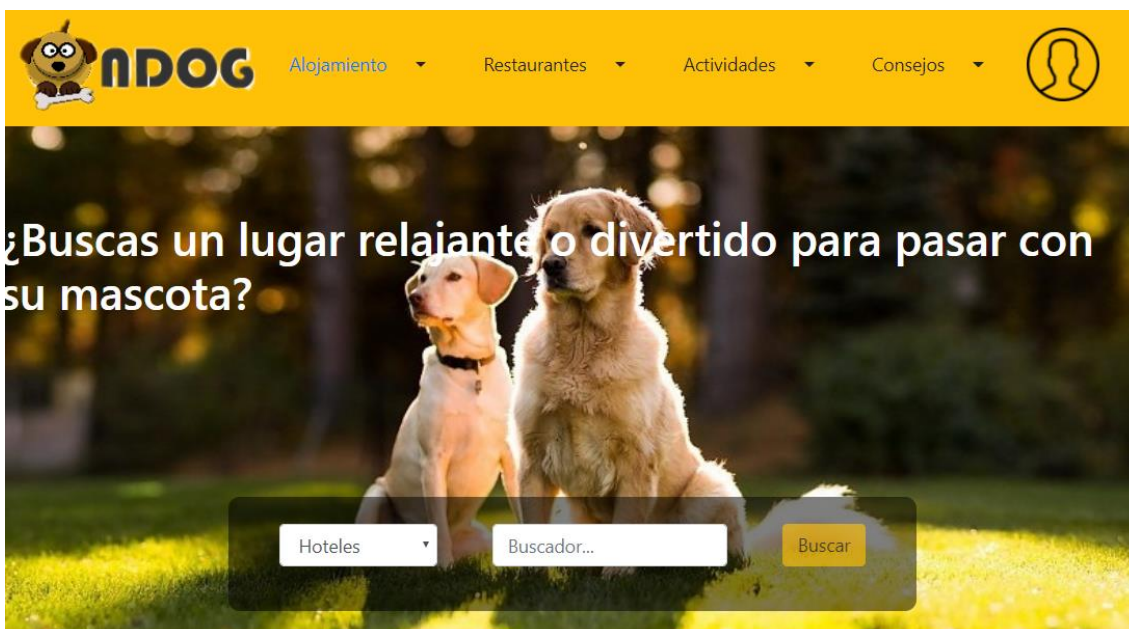 NDOG
Alojamiento
Restaurantes
Actividades
Consejos
¿Buscas un lugar relajante o divertido para pasar con
su mascota?
Hoteles
Buscador...
Buscar